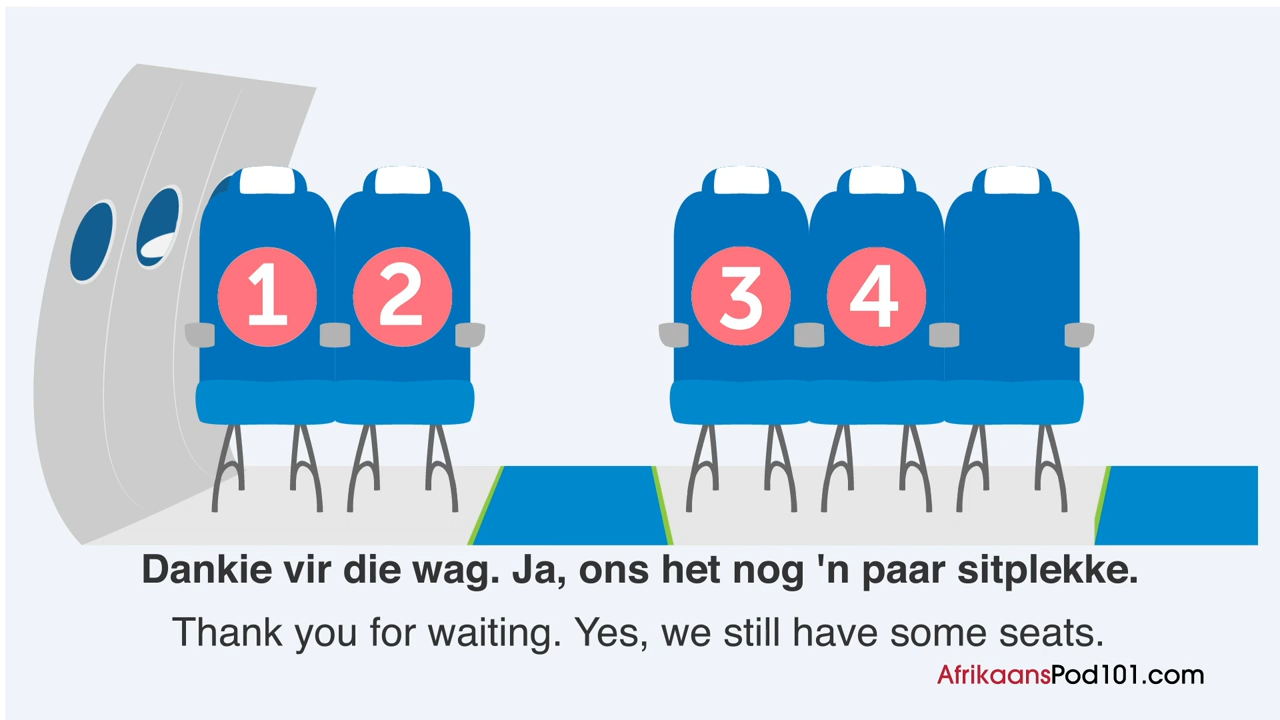 1 2 3 4
Dankie vir die wag. Ja, ons het nog 'n paar sitplekke.
Thank you for waiting. Yes, we still have some seats.
AfrikaansPod101.com